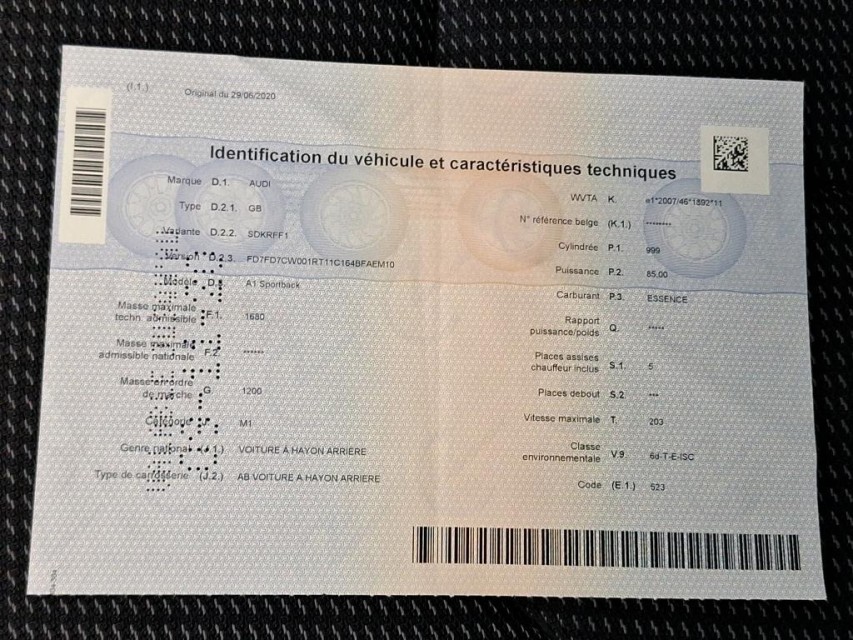 (I.1.) Original du 29/06/2020
Identification du véhicule et caractéristiques techniques
Marque D.1. AUDI
Type D.2.1. GB
Variante D.2.2. SDKRFF1
Version D.2.3. FD7FD7CW001RT11C164BFAEM10
Modèle D.3. A1 Sportback
Masse maximale
techn. admissible F.1. 1680
Masse maximale
admissible nationale F.2. ******
Masse en ordre
de marche G. 1200
Catégorie J. M1
Genre national (J.1.) VOITURE A HAYON ARRIERE
Type de carrosserie (J.2.) AB VOITURE A HAYON ARRIERE
WVTA K. e1*2007/46*1892*11
N° référence belge (K.1.) ********
Cylindrée P.1. 999
Puissance P.2. 85,00
Carburant P.3. ESSENCE
Rapport
puissance/poids Q. *****
Places assises
chauffeur inclus S.1. 5
Places debout S.2 ***
Vitesse maximale T. 203
Classe
environnementale V.9. 6d-T-E-ISC
Code (E.1.) 623